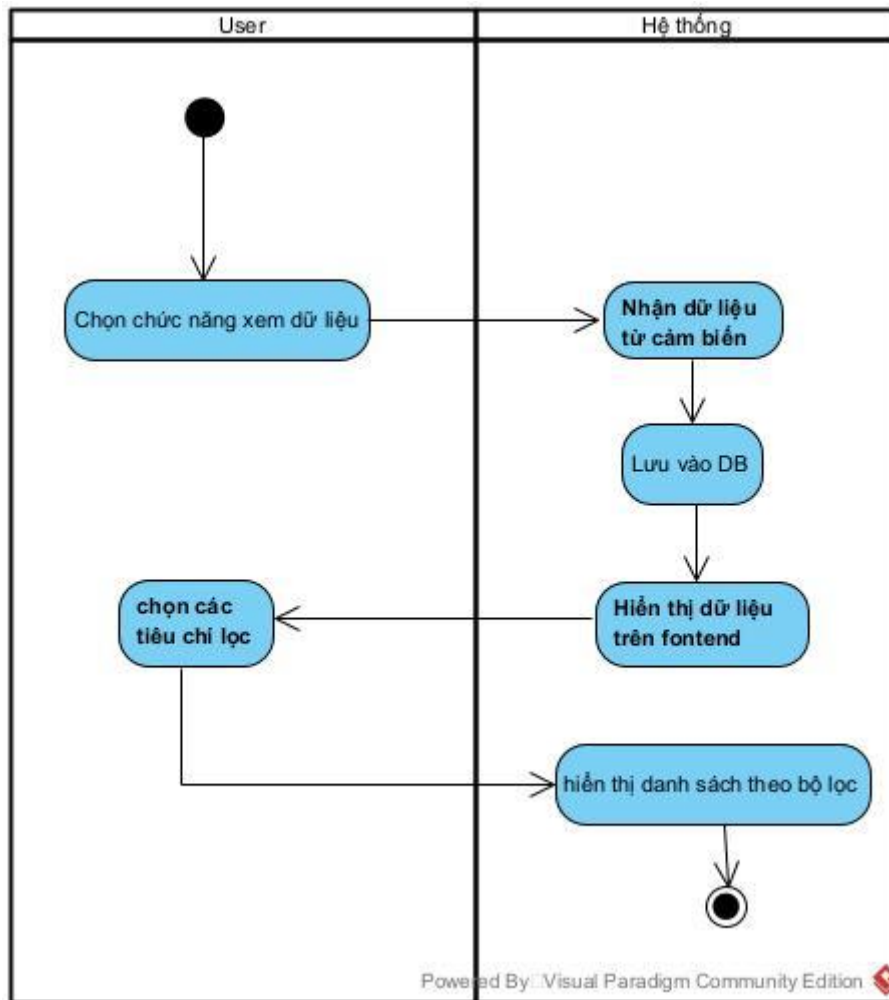 User
Hệ thống
Chọn chức năng xem dữ liệu
Nhận dữ liệu
từ cảm biến
Lưu vào DB
Hiển thị dữ liệu
trên fontend
chọn các
tiêu chí lọc
hiển thị danh sách theo bộ lọc
Powered By Visual Paradigm Community Edition